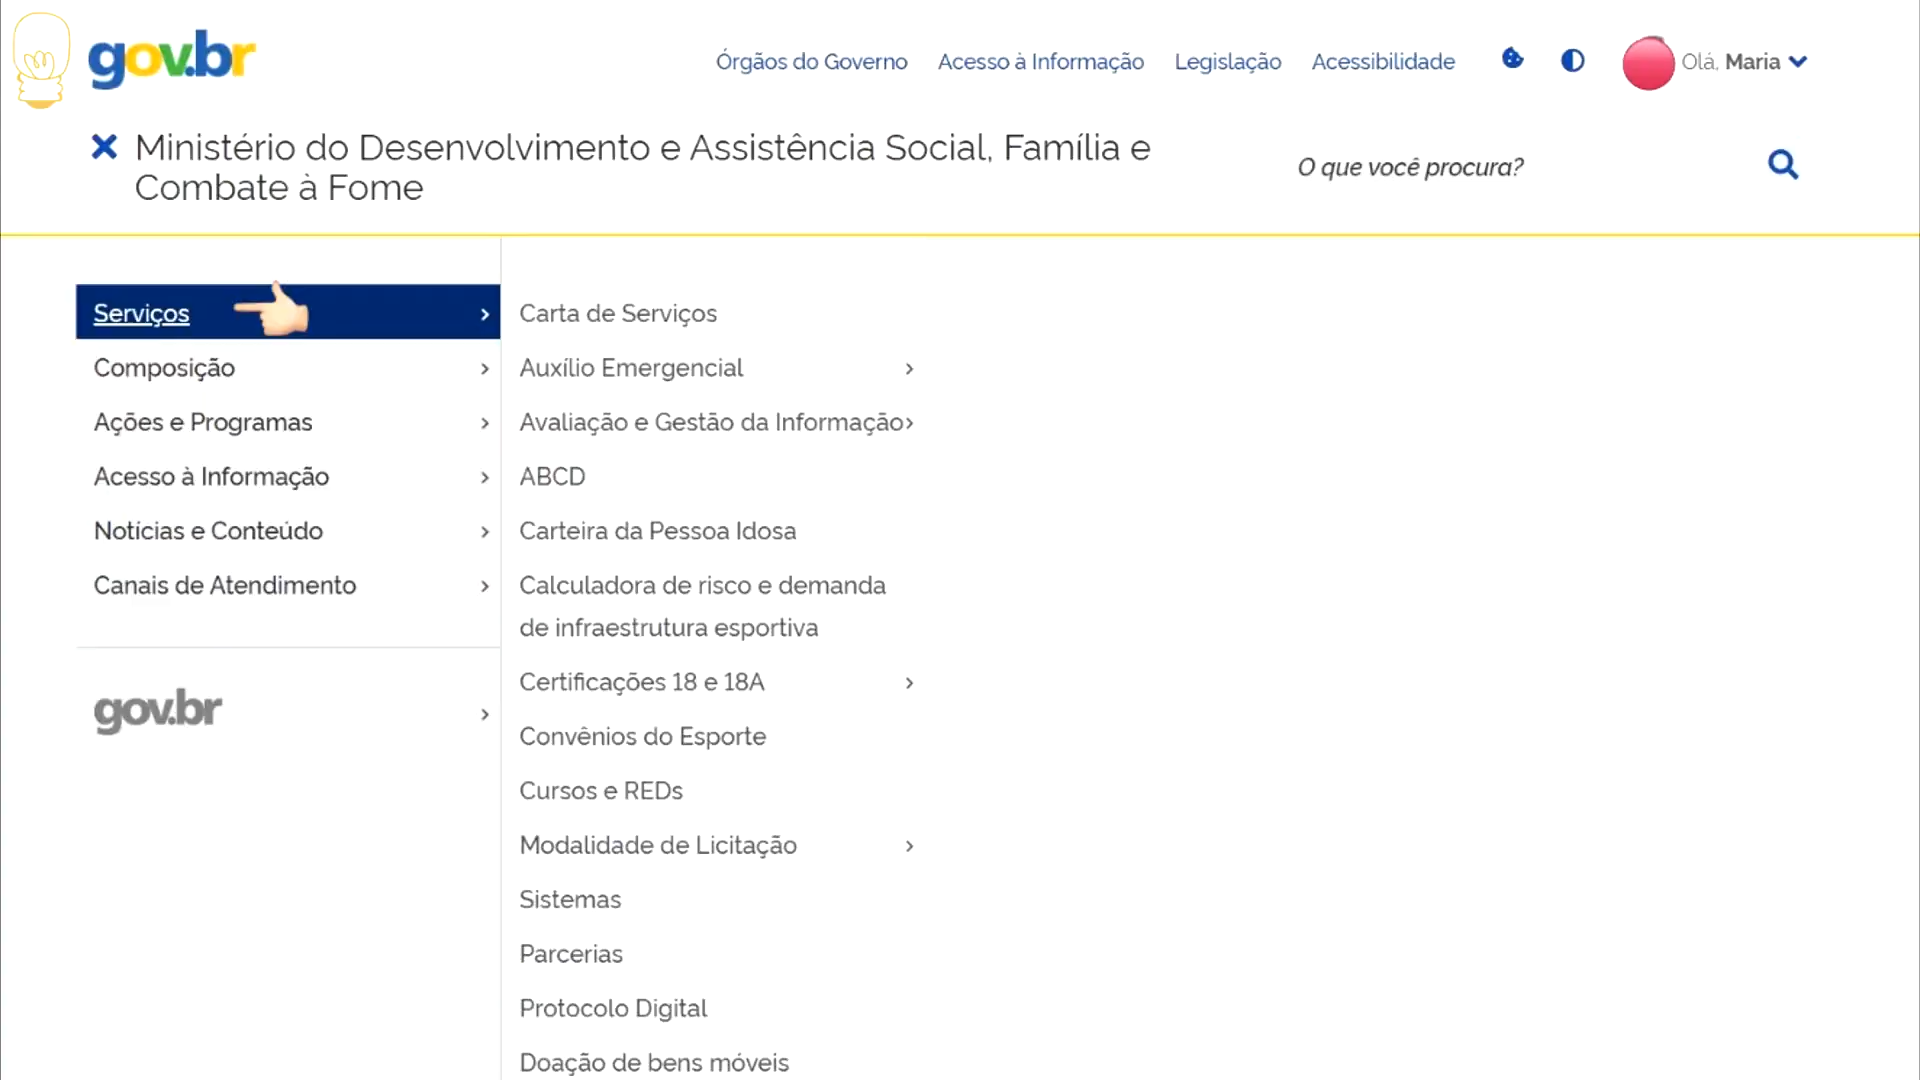 gov.br
Órgãos do Governo
Acesso à Informação
Legislação
Acessibilidade
Olá, Maria
Ministério do Desenvolvimento e Assistência Social, Família e
Combate à Fome
O que você procura?
Serviços
Composição
Ações e Programas
Acesso à Informação
Notícias e Conteúdo
Canais de Atendimento
gov.br
Carta de Serviços
Auxílio Emergencial
Avaliação e Gestão da Informação
ABCD
Carteira da Pessoa Idosa
Calculadora de risco e demanda
de infraestrutura esportiva
Certificações 18 e 18A
Convênios do Esporte
Cursos e REDs
Modalidade de Licitação
Sistemas
Parcerias
Protocolo Digital
Doação de bens móveis